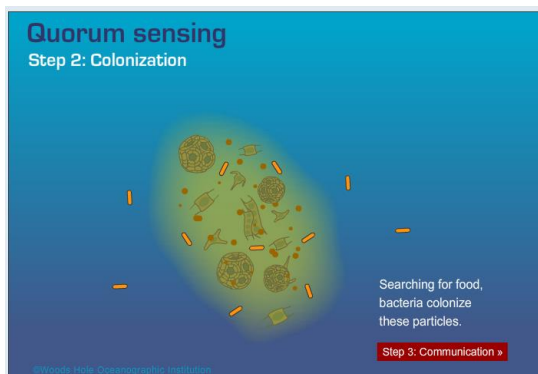 Quorum sensing
Step 2: Colonization
Searching for food,
bacteria colonize
these particles.
Step 3: Communication »
©Woods Hole Oceanographic Institution